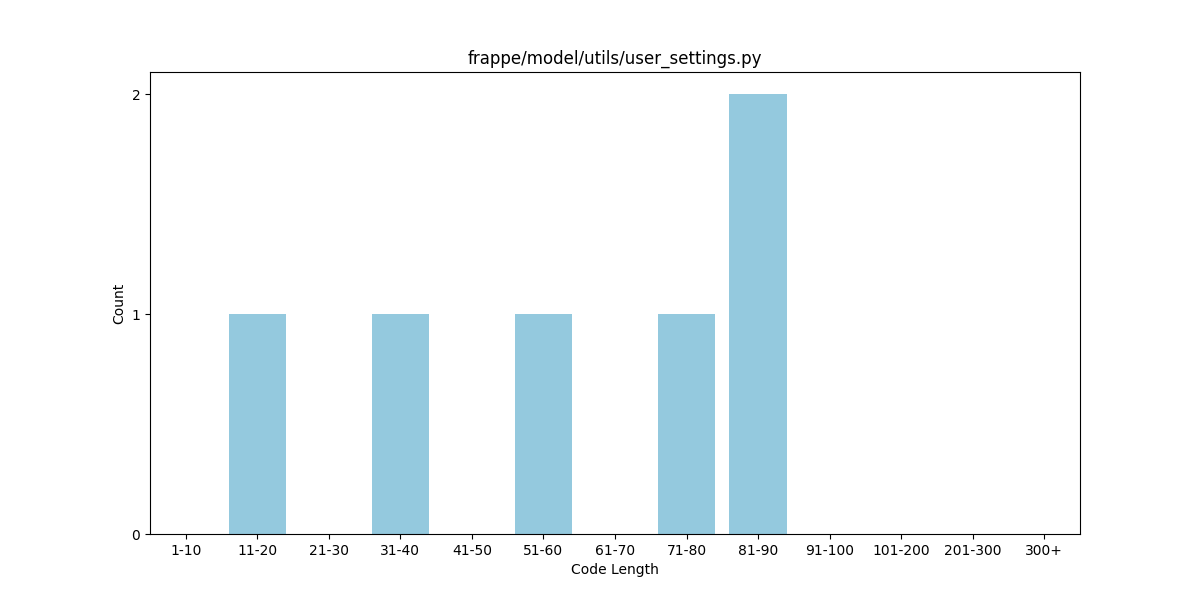 frappe/model/utils/user_settings.py
Count
2
1
0
1-10 11-20 21-30 31-40 41-50 51-60 61-70 71-80 81-90 91-100 101-200 201-300 300+
Code Length